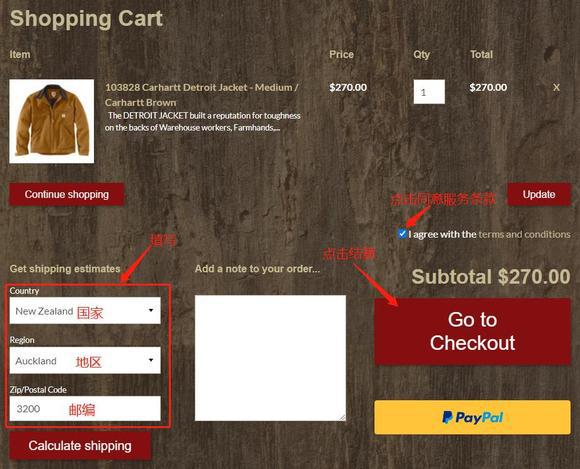 Shopping Cart
Item Price Qty Total
103828 Carhartt Detroit Jacket - Medium / $270.00 1 $270.00 X
Carhartt Brown
The DETROIT JACKET built a reputation for toughness
on the backs of Warehouse workers, Farmhands,...
Continue shopping
点击同意服务条款
Update
I agree with the terms and conditions
填写
点击结算
Get shipping estimates
Add a note to your order...
Subtotal $270.00
Country
New Zealand 国家
Region
Auckland 地区
Zip/Postal Code
3200 邮编
Go to
Checkout
PayPal
Calculate shipping